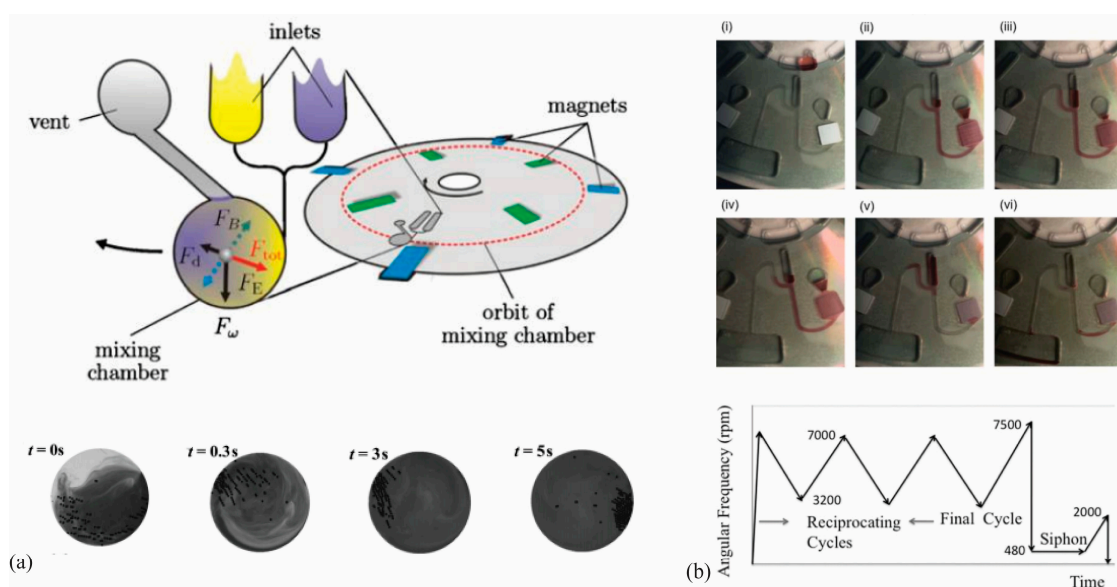 inlets
vent
magnets
F_B
F_tot
F_d
F_E
F_ω
mixing
chamber
orbit of
mixing chamber
t = 0s
t = 0.3s
t = 3s
t = 5s
(a)
(i)
(ii)
(iii)
(iv)
(v)
(vi)
Angular Frequency (rpm)
7000
3200
7500
Reciprocating
Cycles
Final Cycle
480
Siphon
2000
Time
(b)